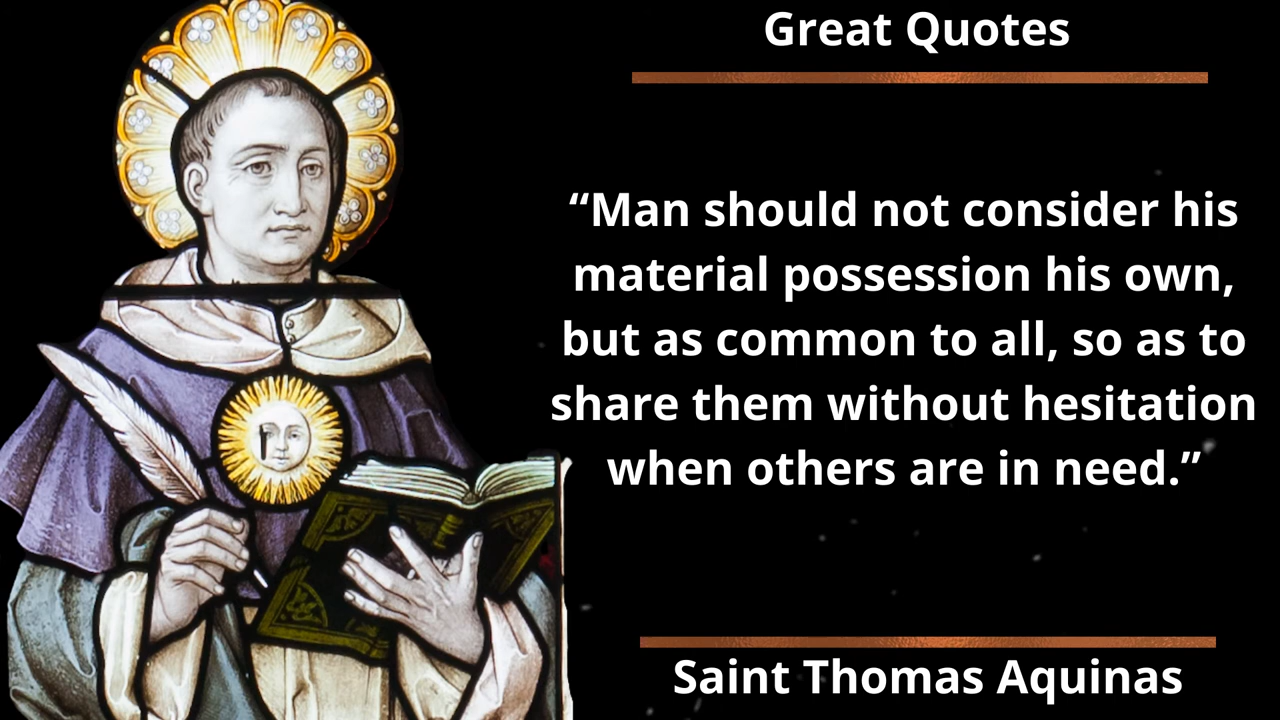 Great Quotes
“Man should not consider his
material possession his own,
but as common to all, so as to
share them without hesitation
when others are in need.”
Saint Thomas Aquinas